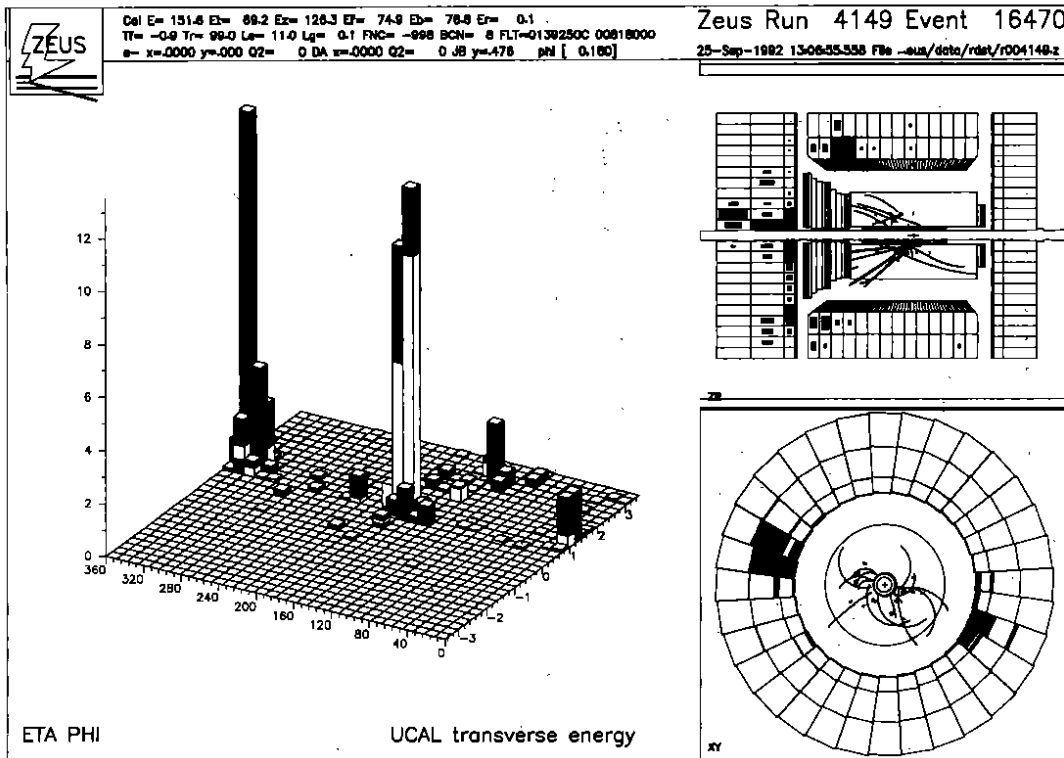 ZEUS
Cal E= 151.6 Et= 69.2 Ez= 126.3 Ef= 74.9 Eb= 76.6 Er= 0.1
Tf= -0.9 Tr= 99.0 Le= 11.0 Lg= 0.1 FNC= -998 BCN= 8 FLT=0139250C 00818000
e- x=.0000 y=.000 Q2= 0 DA x=.0000 Q2= 0 JB y=.476 phi [ 0.180]
Zeus Run 4149 Event 16470
25-Sep-1992 13:06:55.558 File
ZR
12
10
8
6
4
2
0
360
320
280
240
200
160
120
80
40
0
3
2
1
0
-1
-2
-3
ETA PHI
UCAL transverse energy
XY